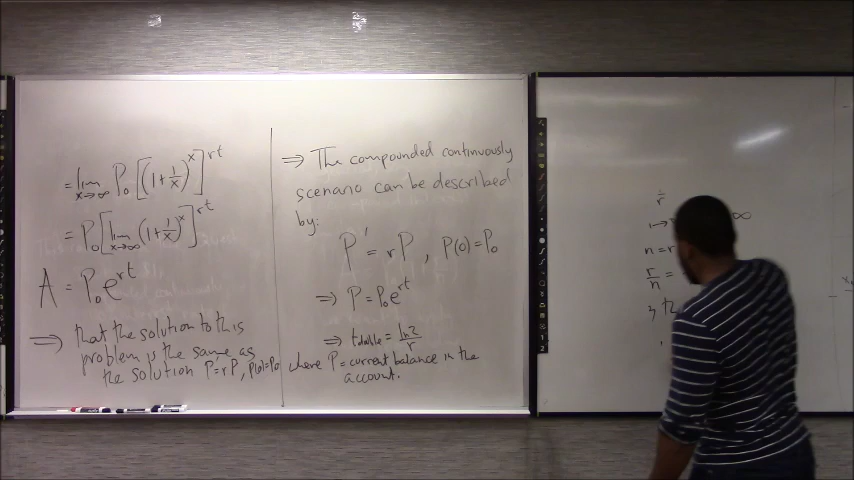 = lim x→∞ P₀[(1+1/x)^x]^rt
= P₀[lim x→∞ (1+1/x)^x]^rt
A = P₀e^rt
⇒ that the solution to this
problem is the same as
the solution P'=rP, P(0)=P₀ where P=current balance in the
account.
⇒ The compounded continuously
scenario can be described
by:
P' = rP, P(0)=P₀
⇒ P=P₀e^rt
⇒ t_double = ln2/r
∞
n=r
r/n =